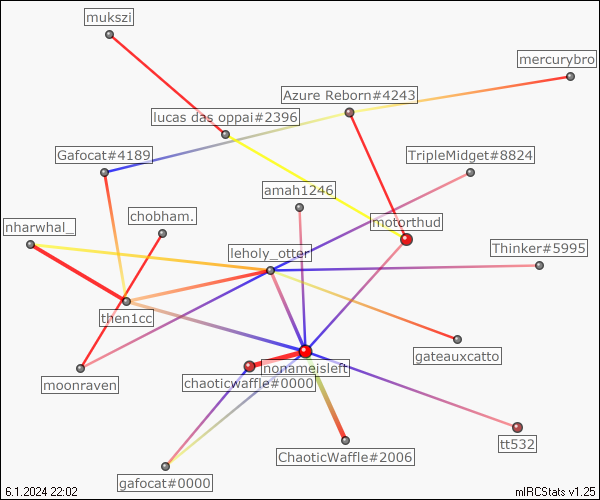 mukszi
mercurybro
Azure Reborn#4243
lucas das oppai#2396
Gafocat#4189
TripleMidget#8824
amah1246
chobham.
motorthud
nharwhal_
Thinker#5995
leholy_otter
then1cc
gateauxcatto
nonameisleft
moonraven
chaoticwaffle#0000
tt532
ChaoticWaffle#2006
gafocat#0000
6.1.2024 22:02
mIRCStats v1.25